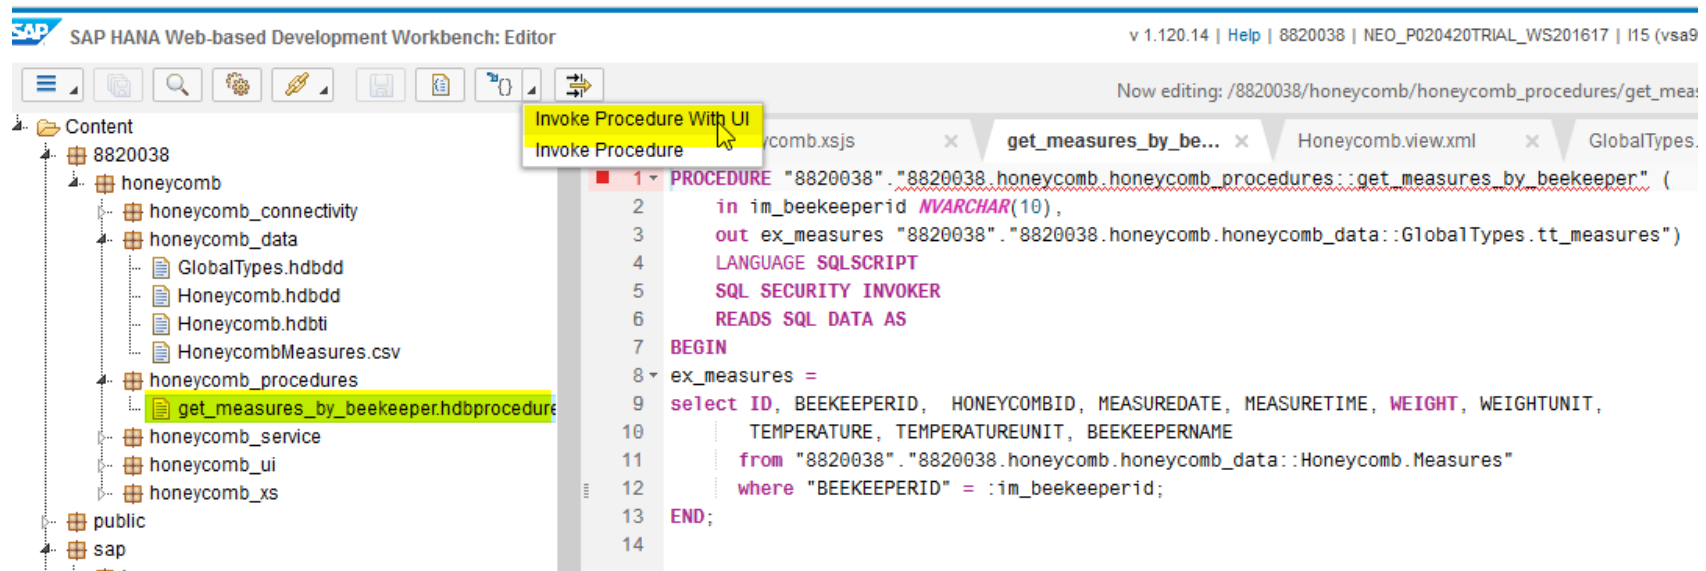 SAP SAP HANA Web-based Development Workbench: Editor
v 1.120.14 | Help | 8820038 | NEO_P020420TRIAL_WS201617 | I15 (vsa9
Now editing: /8820038/honeycomb/honeycomb_procedures/get_meas
Invoke Procedure With UI
Invoke Procedure
ycomb.xsjs
get_measures_by_be...
Honeycomb.view.xml
GlobalTypes.
Content
8820038
honeycomb
honeycomb_connectivity
honeycomb_data
GlobalTypes.hdbdd
Honeycomb.hdbdd
Honeycomb.hdbti
HoneycombMeasures.csv
honeycomb_procedures
get_measures_by_beekeeper.hdbprocedure
honeycomb_service
honeycomb_ui
honeycomb_xs
public
sap
1 PROCEDURE "8820038"."8820038.honeycomb.honeycomb_procedures::get_measures_by_beekeeper" (
2 in im_beekeeperid NVARCHAR(10),
3 out ex_measures "8820038"."8820038.honeycomb.honeycomb_data::GlobalTypes.tt_measures")
4 LANGUAGE SQLSCRIPT
5 SQL SECURITY INVOKER
6 READS SQL DATA AS
7 BEGIN
8 ex_measures =
9 select ID, BEEKEEPERID, HONEYCOMBID, MEASUREDATE, MEASURETIME, WEIGHT, WEIGHTUNIT,
10 TEMPERATURE, TEMPERATUREUNIT, BEEKEEPERNAME
11 from "8820038"."8820038.honeycomb.honeycomb_data::Honeycomb.Measures"
12 where "BEEKEEPERID" = :im_beekeeperid;
13 END;
14